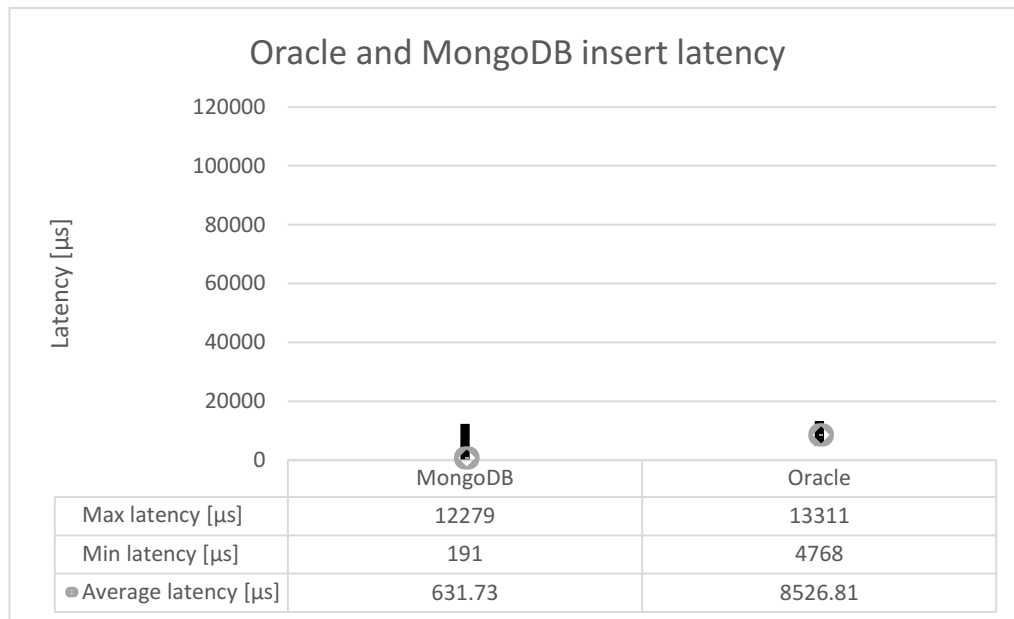 Oracle and MongoDB insert latency
120000
100000
80000
60000
40000
20000
0
Latency [µs]
MongoDB Oracle
Max latency [µs] 12279 13311
Min latency [µs] 191 4768
Average latency [µs] 631.73 8526.81